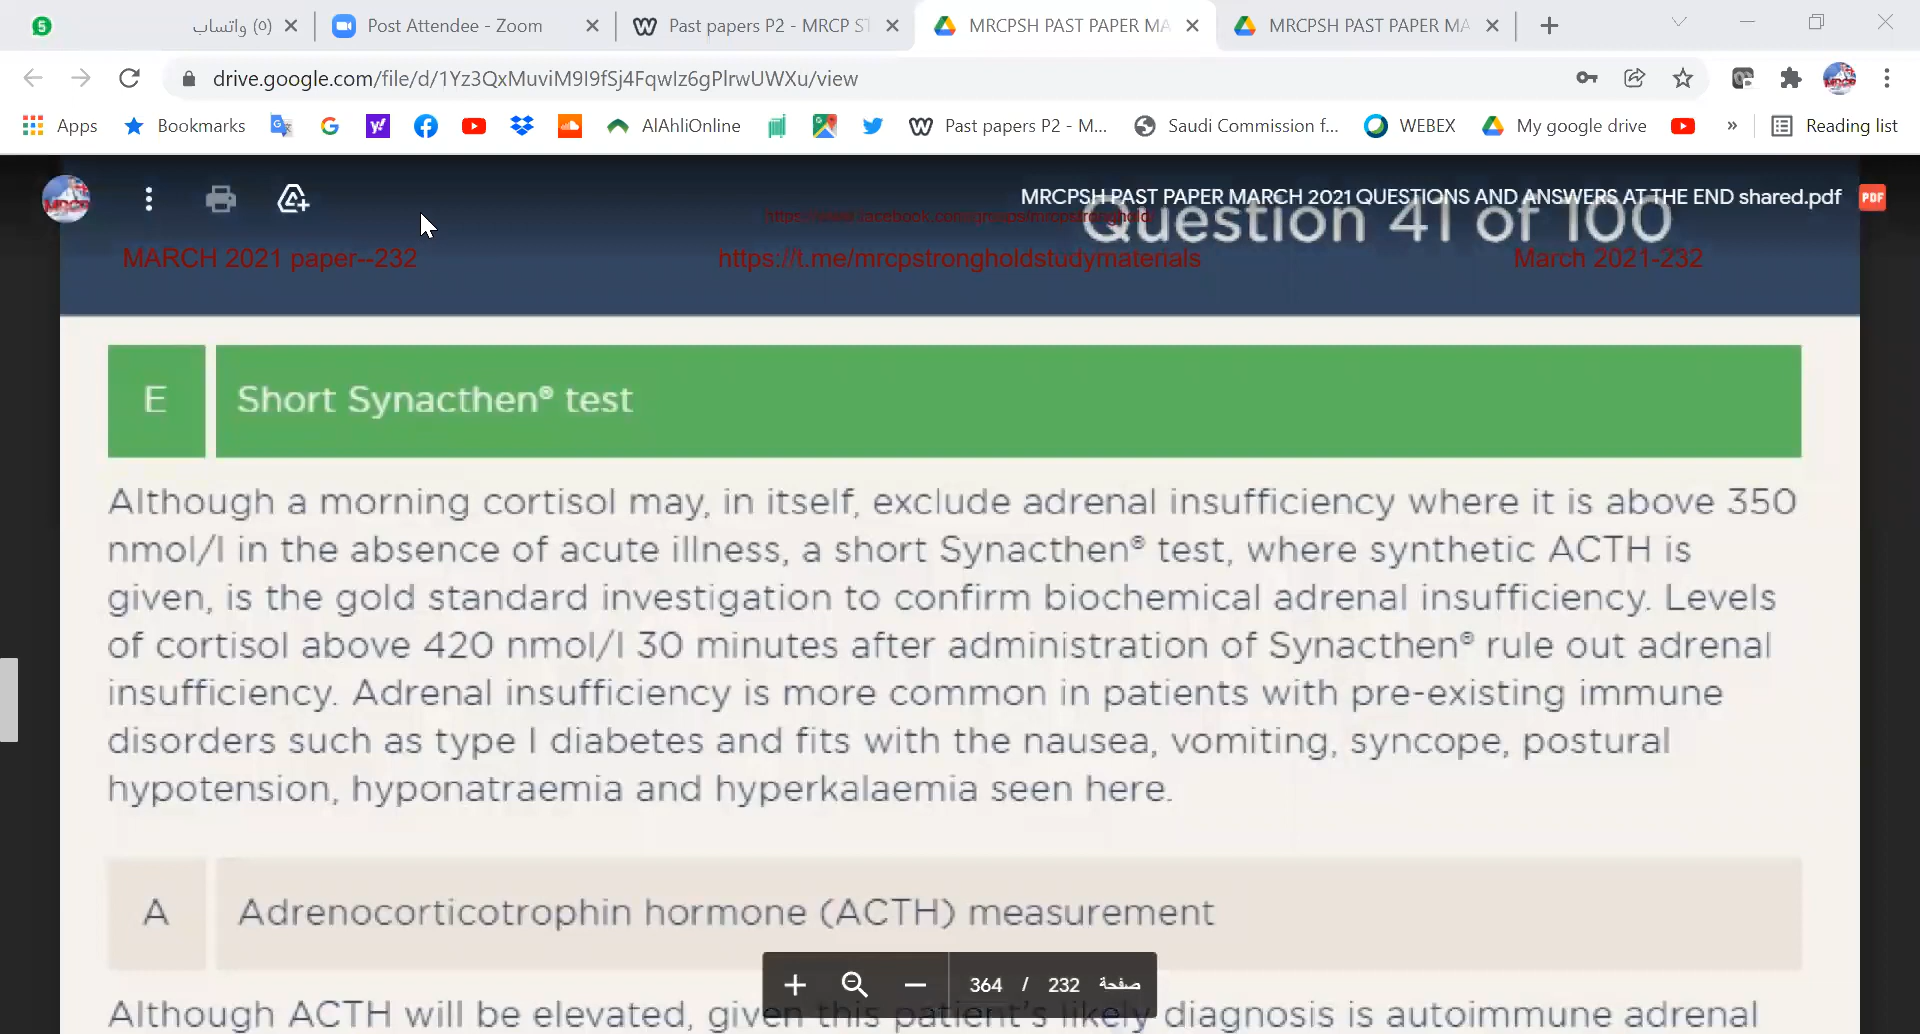 واتساب (٥)
Post Attendee - Zoom
Past papers P2 - MRCP ST
MRCPSH PAST PAPER MA
MRCPSH PAST PAPER MA
drive.google.com/file/d/1Yz3QxMuviM9I9fSj4FqwIz6gPlrwUWXu/view
Apps
Bookmarks
AlAhliOnline
Past papers P2 - M...
Saudi Commission f...
WEBEX
My google drive
Reading list
MRCPSH PAST PAPER MARCH 2021 QUESTIONS AND ANSWERS AT THE END shared.pdf
PDF
Question 41 of 100
MARCH 2021 paper--232
https://t.me/mrcpstrongholdstudymaterials
March 2021-232
E
Short Synacthen® test
Although a morning cortisol may, in itself, exclude adrenal insufficiency where it is above 350
nmol/l in the absence of acute illness, a short Synacthen® test, where synthetic ACTH is
given, is the gold standard investigation to confirm biochemical adrenal insufficiency. Levels
of cortisol above 420 nmol/l 30 minutes after administration of Synacthen® rule out adrenal
insufficiency. Adrenal insufficiency is more common in patients with pre-existing immune
disorders such as type I diabetes and fits with the nausea, vomiting, syncope, postural
hypotension, hyponatraemia and hyperkalaemia seen here.
A
Adrenocorticotrophin hormone (ACTH) measurement
صفحة 232 / 364
Although ACTH will be elevated, given this patient's likely diagnosis is autoimmune adrenal